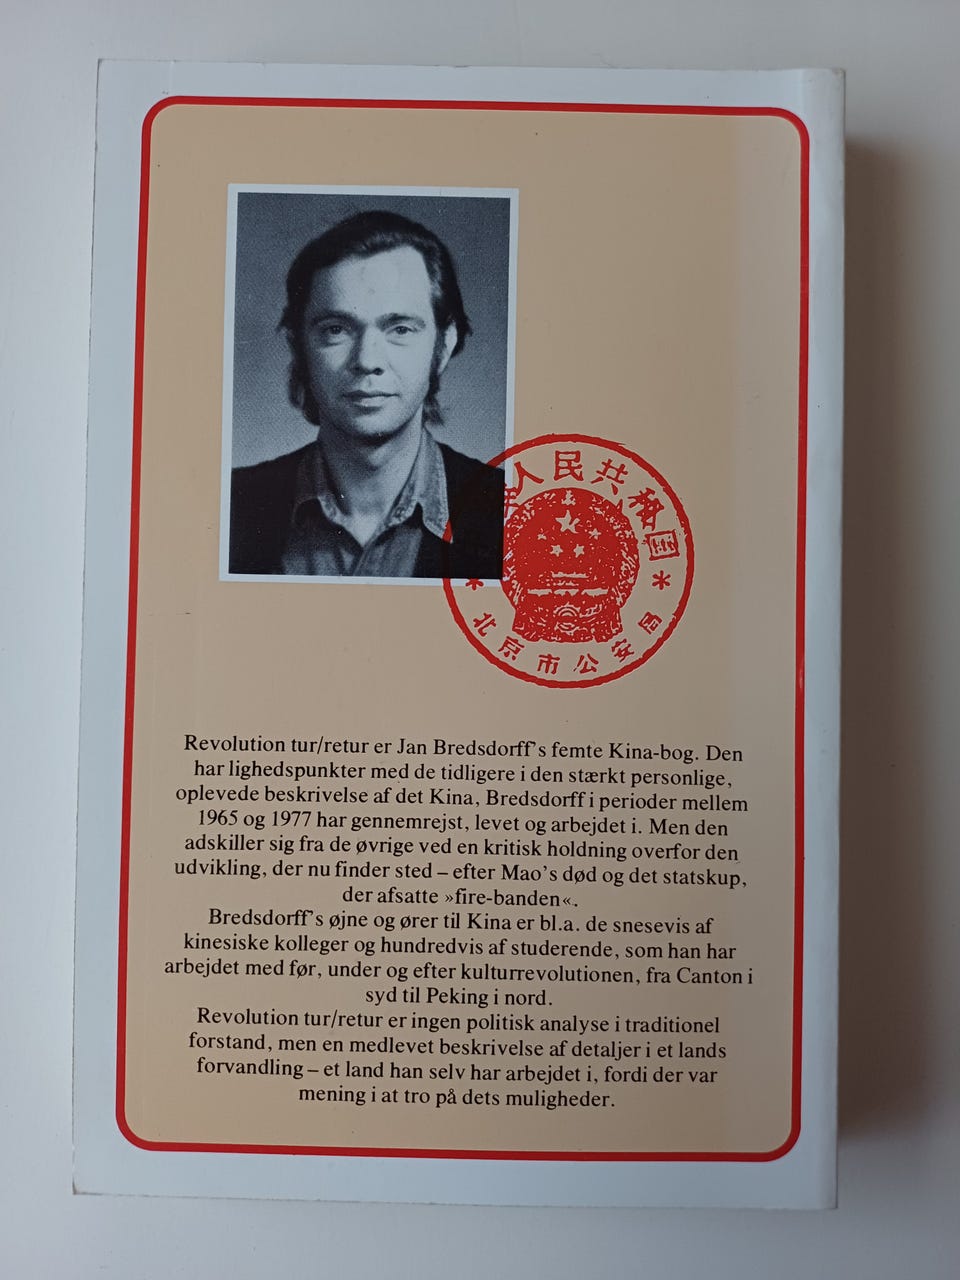 人民共和国
北京市公安局
Revolution tur/retur er Jan Bredsdorff's femte Kina-bog. Den
har lighedspunkter med de tidligere i den stærkt personlige,
oplevede beskrivelse af det Kina, Bredsdorff i perioder mellem
1965 og 1977 har gennemrejst, levet og arbejdet i. Men den
adskiller sig fra de øvrige ved en kritisk holdning overfor den
udvikling, der nu finder sted – efter Mao's død og det statskup,
der afsatte »fire-banden«.
Bredsdorff's øjne og ører til Kina er bl.a. de snesevis af
kinesiske kolleger og hundredvis af studerende, som han har
arbejdet med før, under og efter kulturrevolutionen, fra Canton i
syd til Peking i nord.
Revolution tur/retur er ingen politisk analyse i traditionel
forstand, men en medlevet beskrivelse af detaljer i et lands
forvandling – et land han selv har arbejdet i, fordi der var
mening i at tro på dets muligheder.